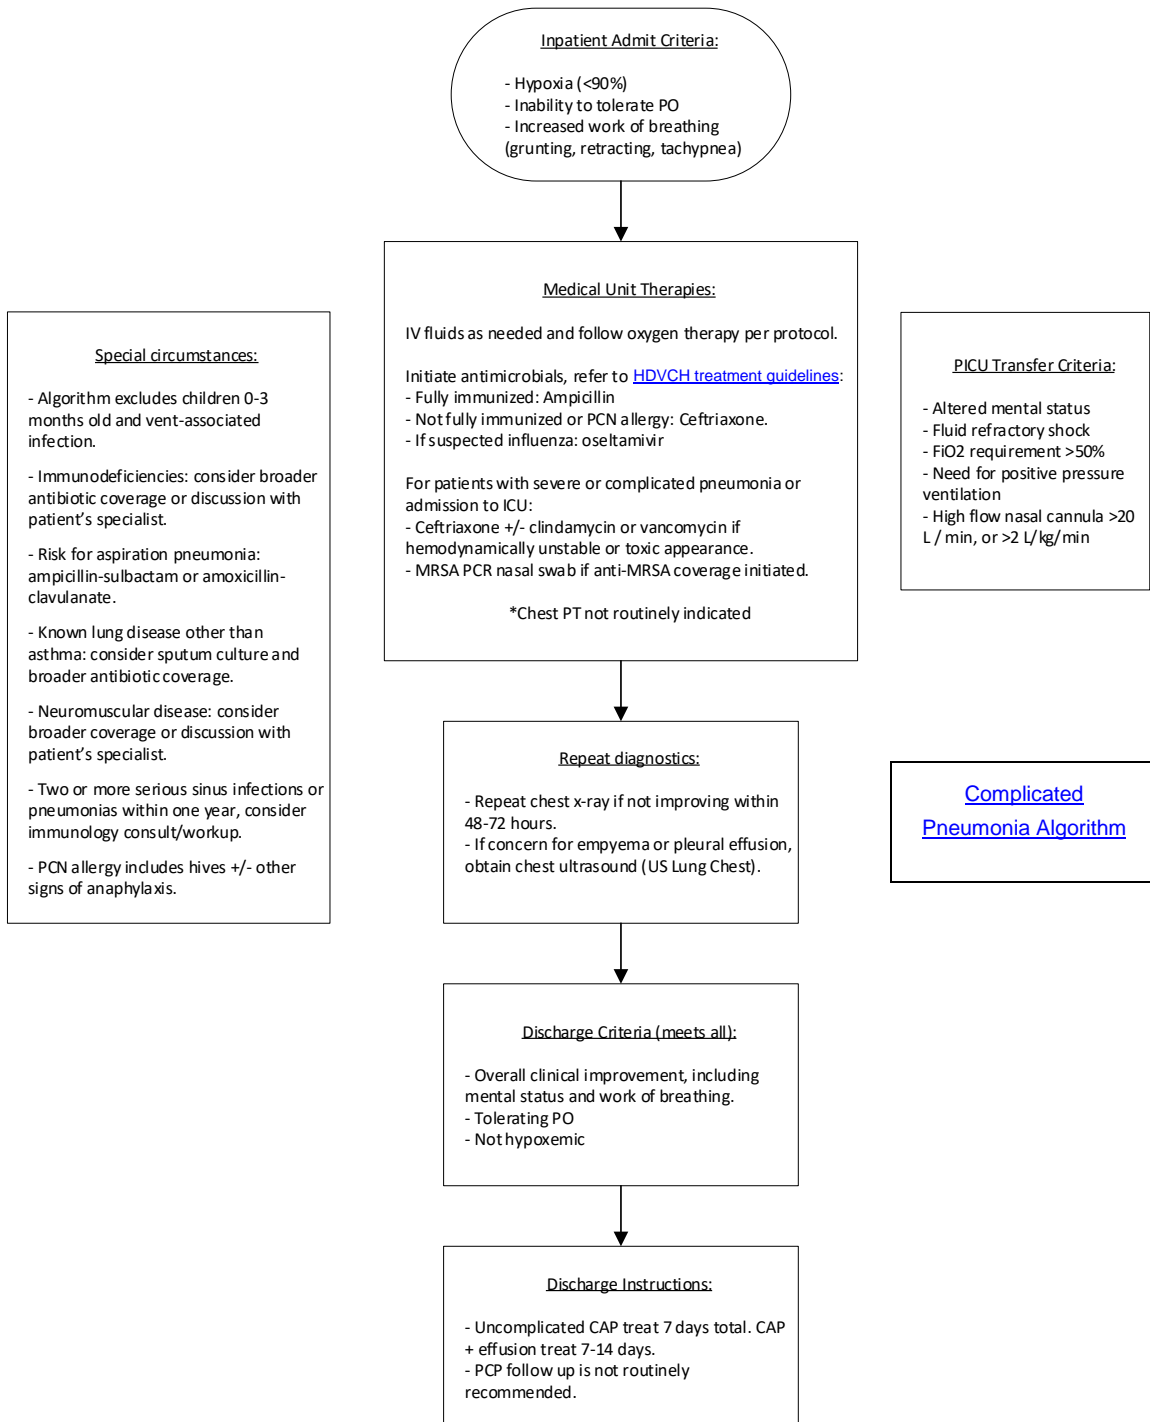 Inpatient Admit Criteria:
- Hypoxia (<90%)
- Inability to tolerate PO
- Increased work of breathing
(grunting, retracting, tachypnea)
Medical Unit Therapies:
IV fluids as needed and follow oxygen therapy per protocol.
Initiate antimicrobials, refer to HDVCH treatment guidelines:
- Fully immunized: Ampicillin
- Not fully immunized or PCN allergy: Ceftriaxone.
- If suspected influenza: oseltamivir
For patients with severe or complicated pneumonia or
admission to ICU:
- Ceftriaxone +/- clindamycin or vancomycin if
hemodynamically unstable or toxic appearance.
- MRSA PCR nasal swab if anti-MRSA coverage initiated.
*Chest PT not routinely indicated
Special circumstances:
- Algorithm excludes children 0-3
months old and vent-associated
infection.
- Immunodeficiencies: consider broader
antibiotic coverage or discussion with
patient’s specialist.
- Risk for aspiration pneumonia:
ampicillin-sulbactam or amoxicillin-
clavulanate.
- Known lung disease other than
asthma: consider sputum culture and
broader antibiotic coverage.
- Neuromuscular disease: consider
broader coverage or discussion with
patient’s specialist.
- Two or more serious sinus infections or
pneumonias within one year, consider
immunology consult/workup.
- PCN allergy includes hives +/- other
signs of anaphylaxis.
PICU Transfer Criteria:
- Altered mental status
- Fluid refractory shock
- FiO2 requirement >50%
- Need for positive pressure
ventilation
- High flow nasal cannula >20
L / min, or >2 L/kg/min
Repeat diagnostics:
- Repeat chest x-ray if not improving within
48-72 hours.
- If concern for empyema or pleural effusion,
obtain chest ultrasound (US Lung Chest).
Complicated
Pneumonia Algorithm
Discharge Criteria (meets all):
- Overall clinical improvement, including
mental status and work of breathing.
- Tolerating PO
- Not hypoxemic
Discharge Instructions:
- Uncomplicated CAP treat 7 days total. CAP
+ effusion treat 7-14 days.
- PCP follow up is not routinely
recommended.